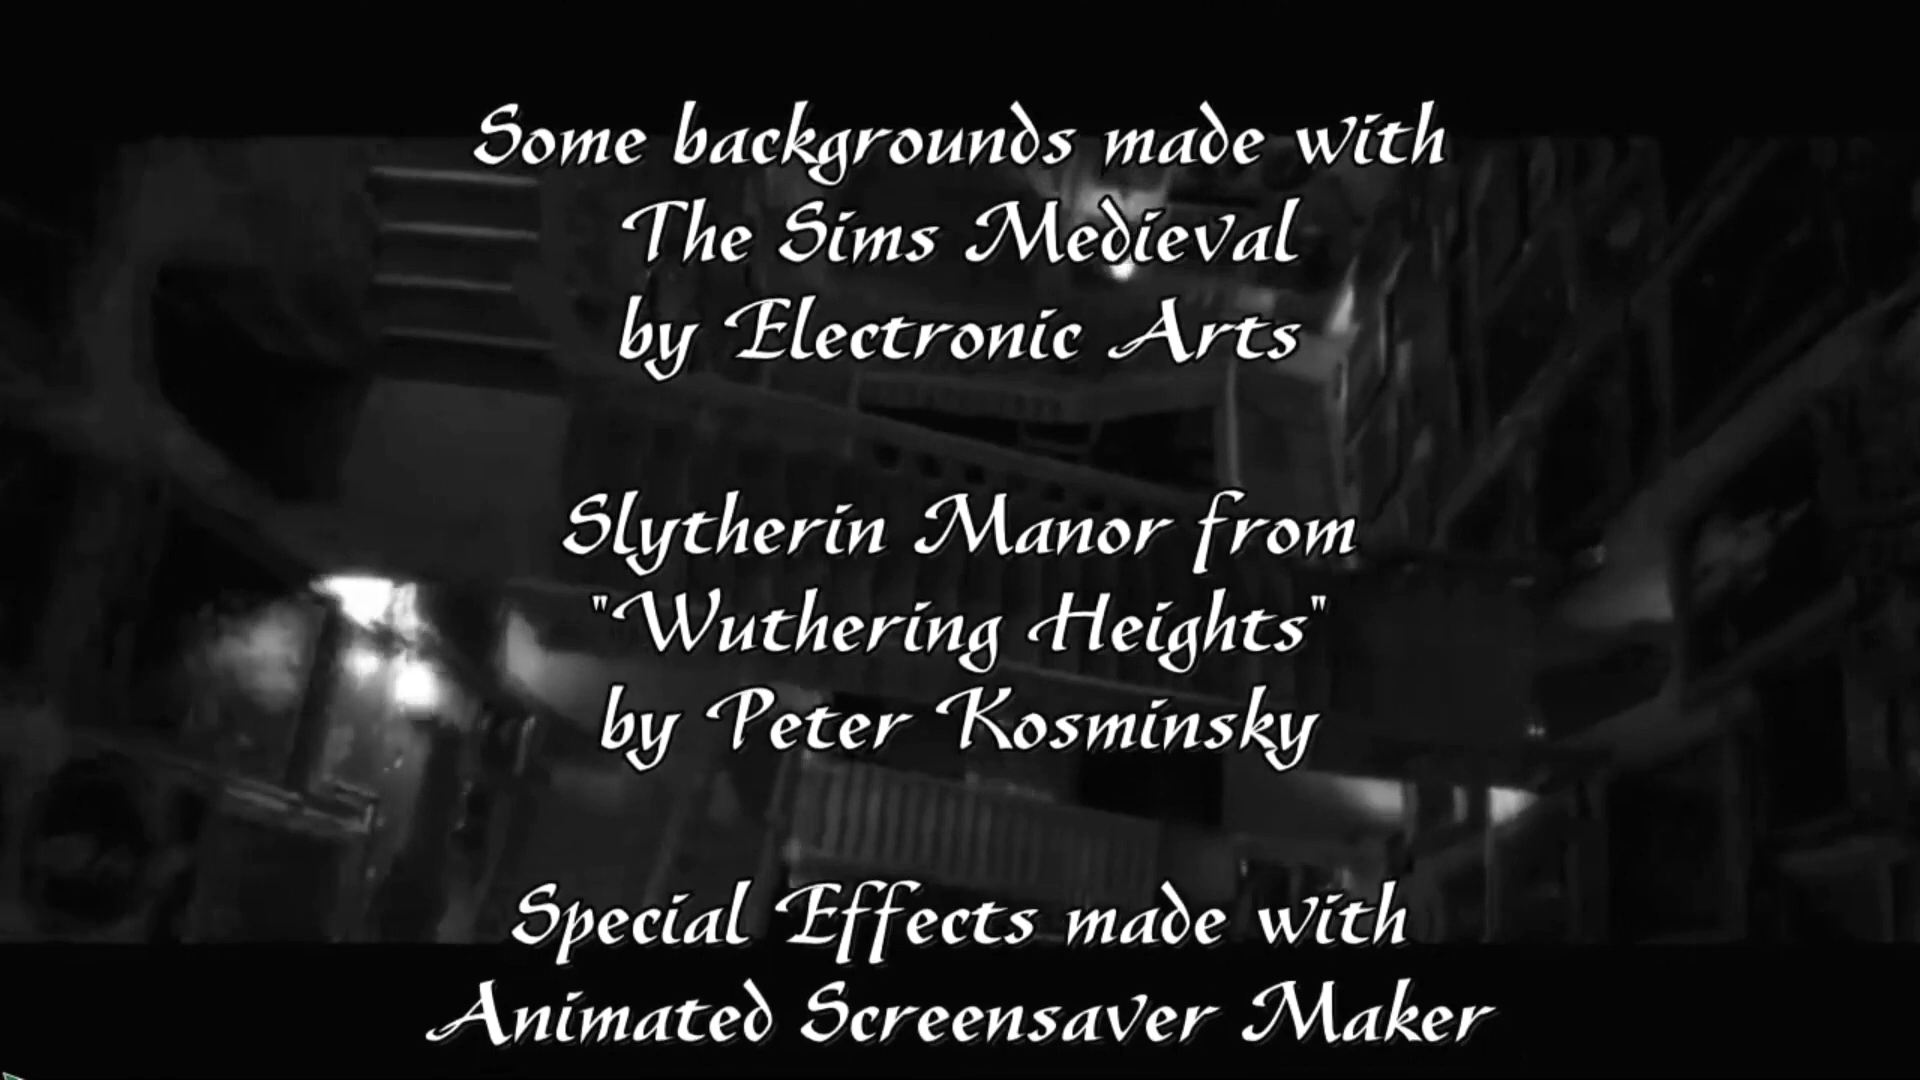 Some backgrounds made with
The Sims Medieval
by Electronic Arts
Slytherin Manor from
"Wuthering Heights"
by Peter Kosminsky
Special Effects made with
Animated Screensaver Maker